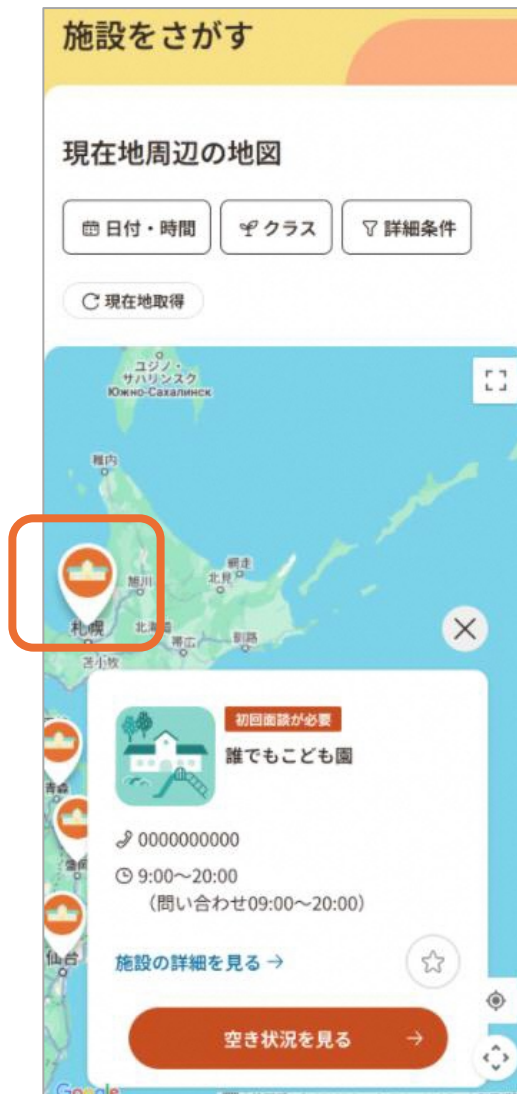 施設をさがす
現在地周辺の地図
日付・時間
クラス
詳細条件
現在地取得
ユジノ・
サハリンスク
Южно-Сахалинск
稚内
旭川
網走
北見
札幌
北海道
帯広
釧路
苫小牧
初回面談が必要
誰でもこども園
青森
0000000000
9:00～20:00
（問い合わせ09:00～20:00）
仙台
施設の詳細を見る→
空き状況を見る →
Google